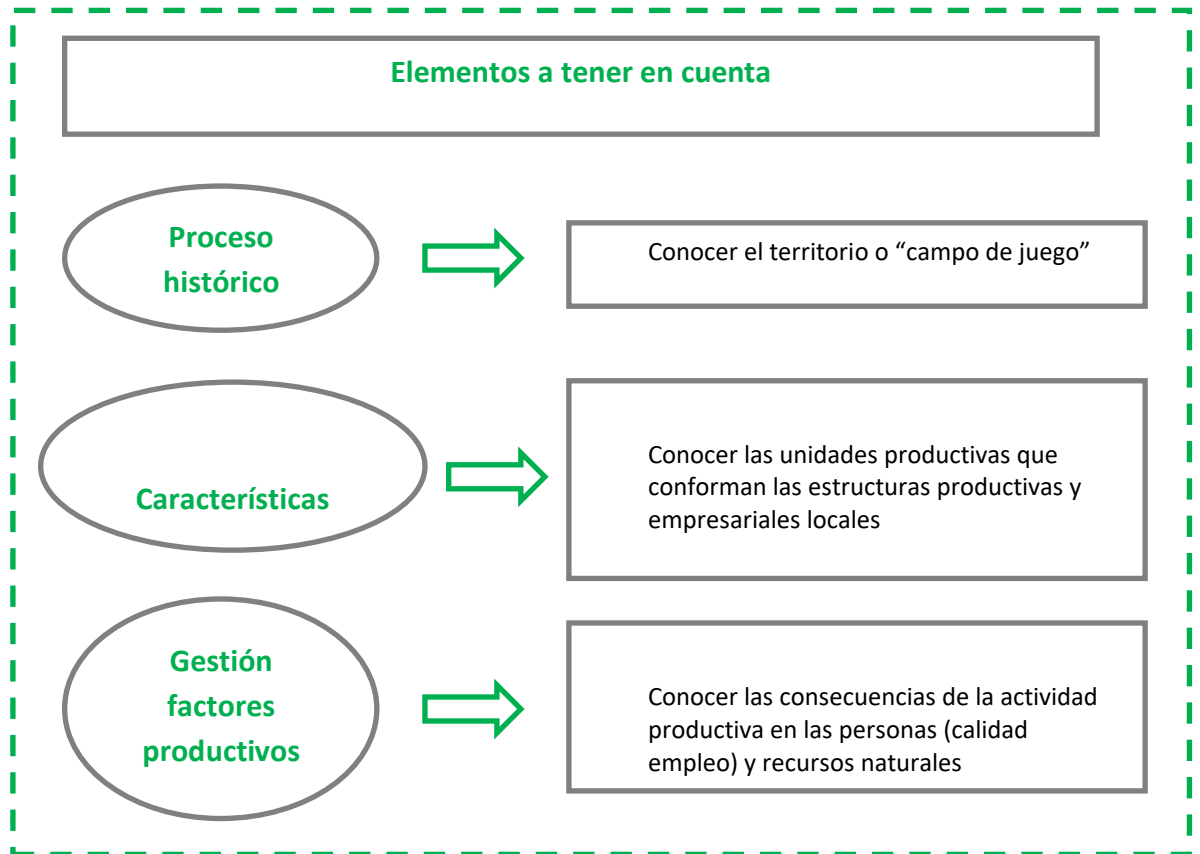 Elementos a tener en cuenta
Proceso
histórico
Conocer el territorio o “campo de juego”
Características
Conocer las unidades productivas que
conforman las estructuras productivas y
empresariales locales
Gestión
factores
productivos
Conocer las consecuencias de la actividad
productiva en las personas (calidad
empleo) y recursos naturales